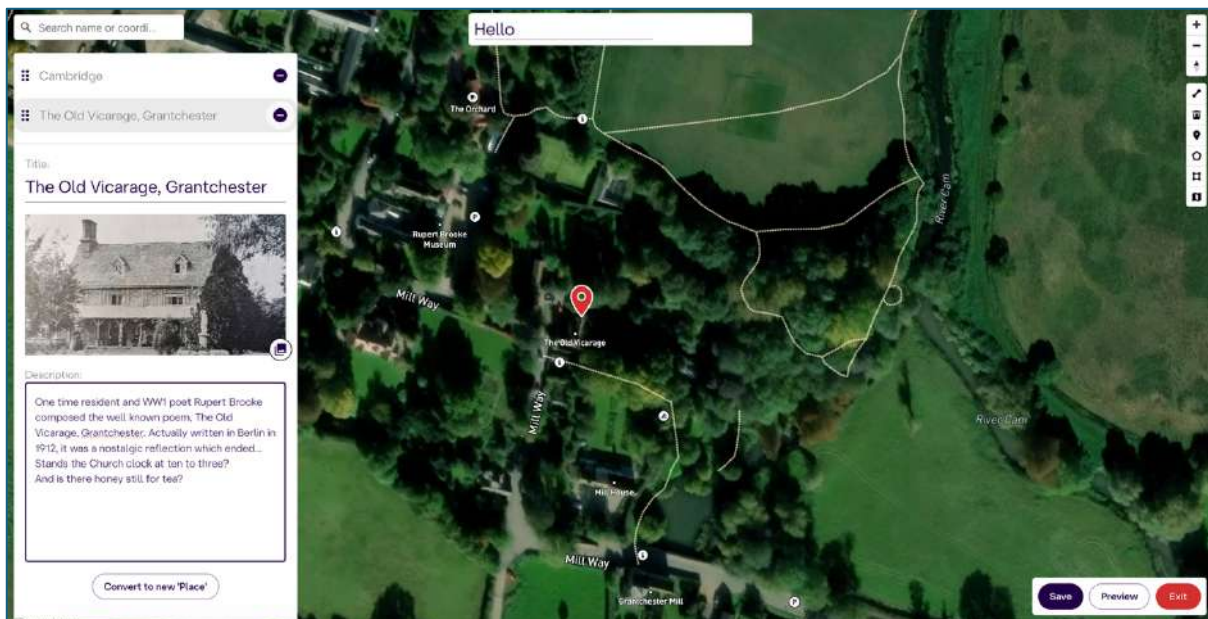 Search name or coordi...
Hello
Cambridge
The Old Vicarage, Grantchester
Title:
The Old Vicarage, Grantchester
Description:
One time resident and WW1 poet Rupert Brooke
composed the well known poem, The Old
Vicarage, Grantchester. Actually written in Berlin in
1912, it was a nostalgic reflection which ended...
Stands the Church clock at ten to three?
And is there honey still for tea?
Convert to new 'Place'
The Orchard
River Cam
Rupert Brooke
Museum
Mill Way
The Old Vicarage
Mill Way
River Cam
Mill House
Mill Way
Grantchester Mill
Save
Preview
Exit